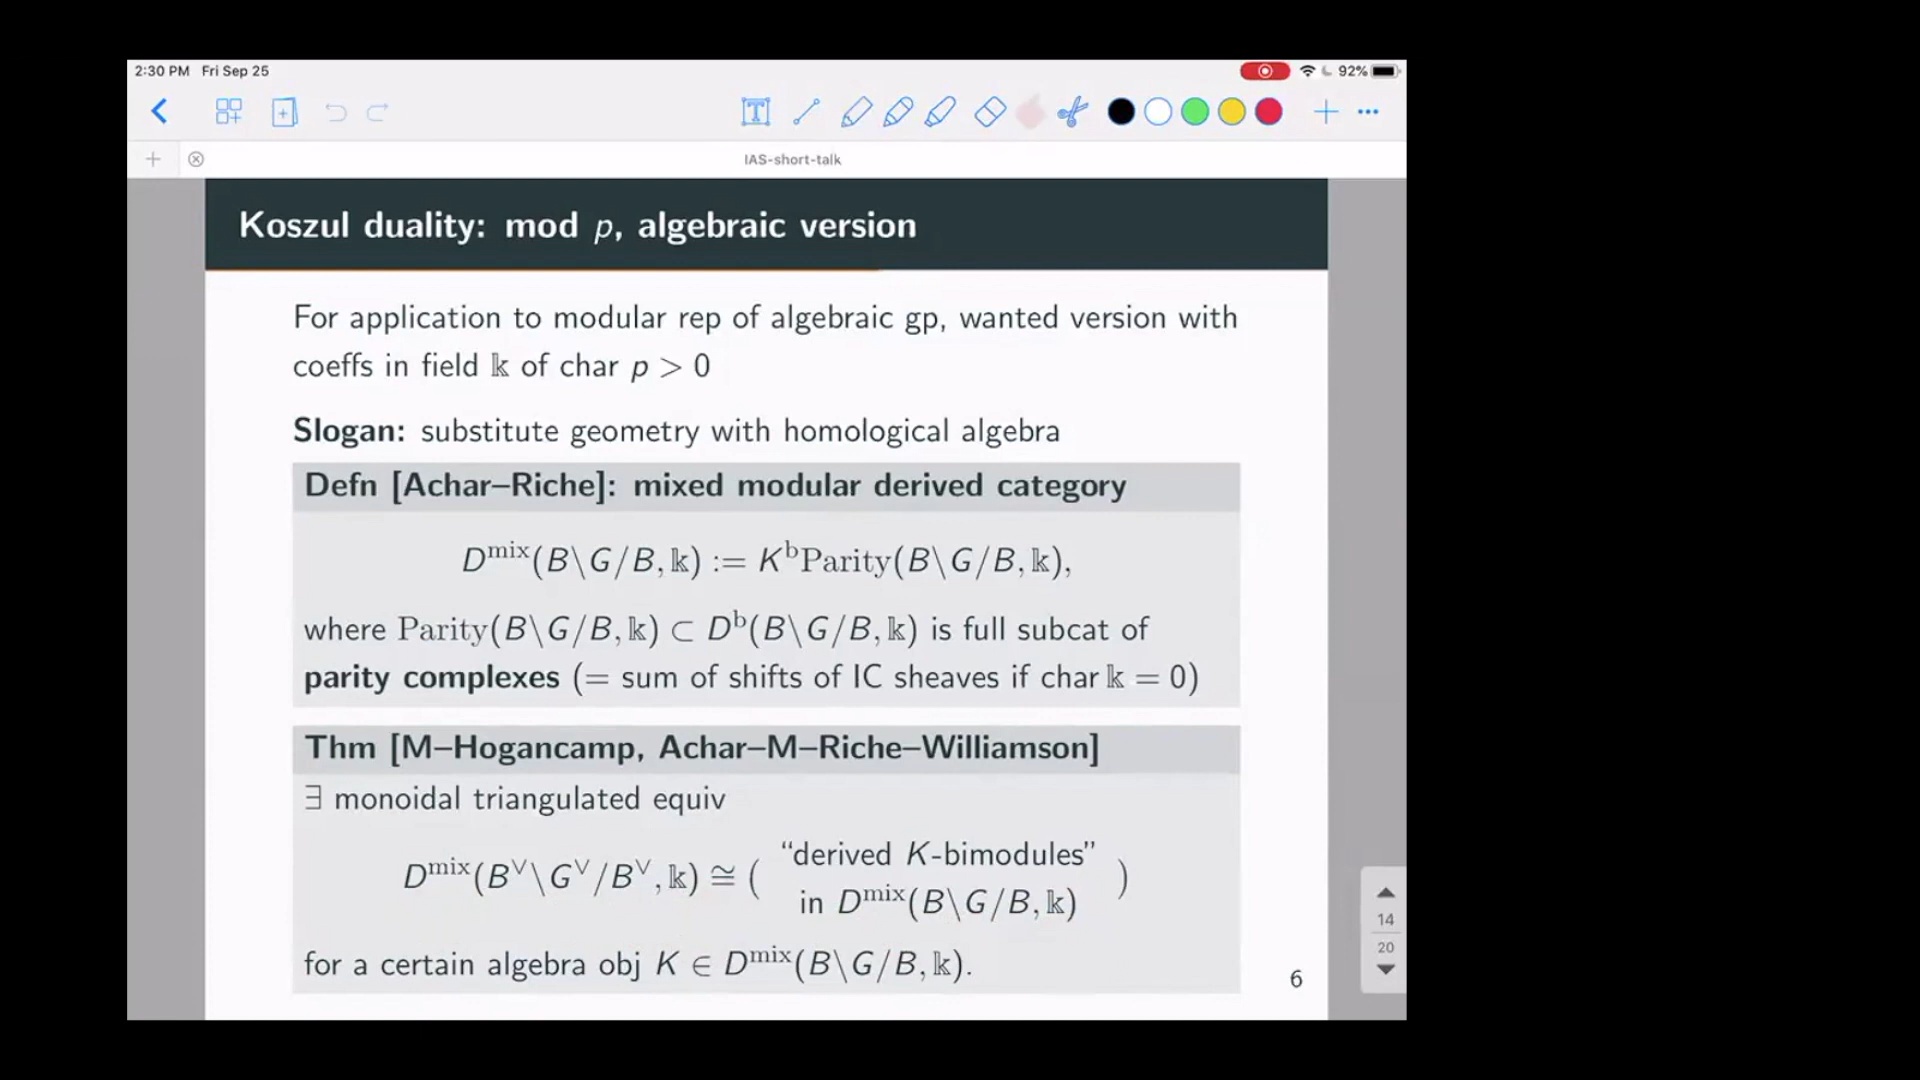 2:30 PM Fri Sep 25
92%
IAS-short-talk
Koszul duality: mod p, algebraic version
For application to modular rep of algebraic gp, wanted version with
coeffs in field 𝕜 of char p > 0
Slogan: substitute geometry with homological algebra
Defn [Achar–Riche]: mixed modular derived category
D^mix(B\G/B, 𝕜) := K^b Parity(B\G/B, 𝕜),
where Parity(B\G/B, 𝕜) ⊂ D^b(B\G/B, 𝕜) is full subcat of
parity complexes (= sum of shifts of IC sheaves if char 𝕜 = 0)
Thm [M–Hogancamp, Achar–M–Riche–Williamson]
∃ monoidal triangulated equiv
D^mix(B^∨\G^∨/B^∨, 𝕜) ≅ ( “derived K-bimodules”
in D^mix(B\G/B, 𝕜) )
for a certain algebra obj K ∈ D^mix(B\G/B, 𝕜).
6
14
20